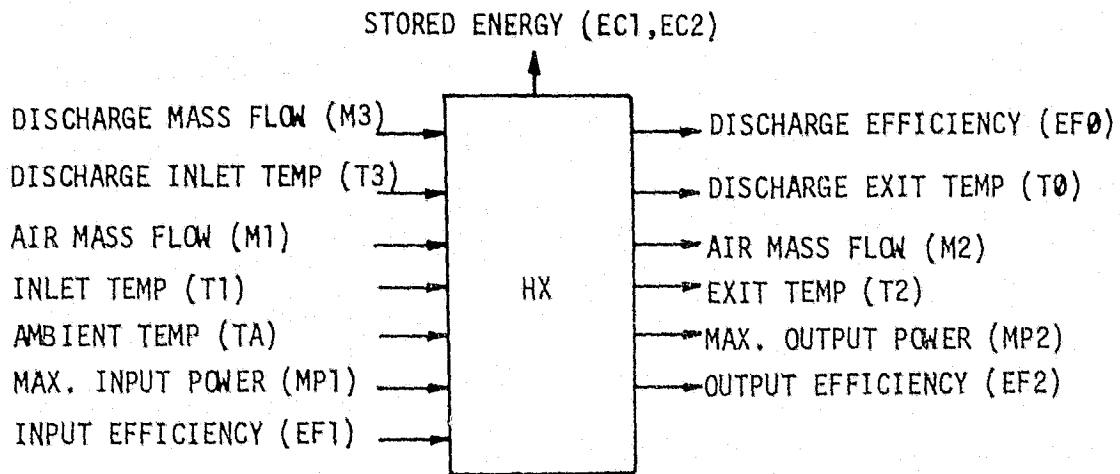 STORED ENERGY (EC1,EC2)
DISCHARGE MASS FLOW (M3)
DISCHARGE INLET TEMP (T3)
AIR MASS FLOW (M1)
INLET TEMP (T1)
AMBIENT TEMP (TA)
MAX. INPUT POWER (MP1)
INPUT EFFICIENCY (EF1)
HX
DISCHARGE EFFICIENCY (EF0)
DISCHARGE EXIT TEMP (T0)
AIR MASS FLOW (M2)
EXIT TEMP (T2)
MAX. OUTPUT POWER (MP2)
OUTPUT EFFICIENCY (EF2)